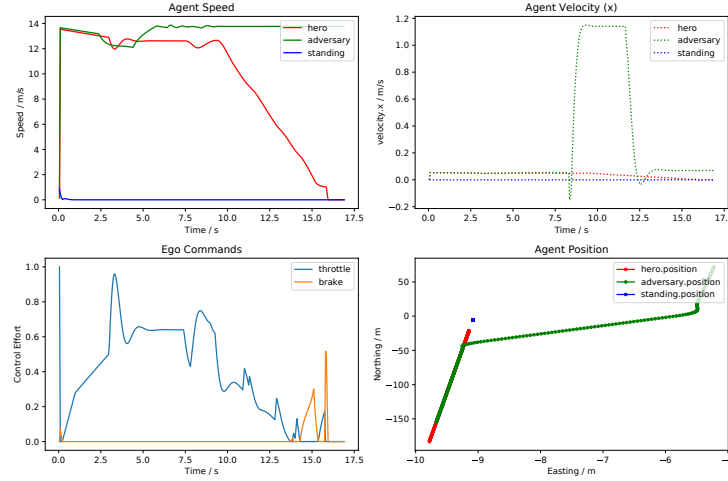 Agent Speed
14
12
10
8
6
4
2
0
Speed / m/s
hero
adversary
standing
0.0 2.5 5.0 7.5 10.0 12.5 15.0 17.5
Time / s
Agent Velocity (x)
1.2
1.0
0.8
0.6
0.4
0.2
0.0
−0.2
velocity.x / m/s
hero
adversary
standing
0.0 2.5 5.0 7.5 10.0 12.5 15.0 17.5
Time / s
Ego Commands
1.0
0.8
0.6
0.4
0.2
0.0
Control Effort
throttle
brake
0.0 2.5 5.0 7.5 10.0 12.5 15.0 17.5
Time / s
Agent Position
50
0
−50
−100
−150
Northing / m
hero.position
adversary.position
standing.position
−10 −9 −8 −7 −6 −5
Easting / m